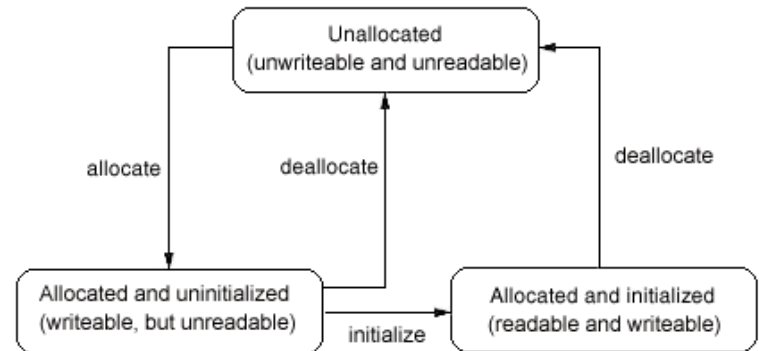 Unallocated
(unwriteable and unreadable)
allocate
deallocate
deallocate
Allocated and uninitialized
(writeable, but unreadable)
initialize
Allocated and initialized
(readable and writeable)